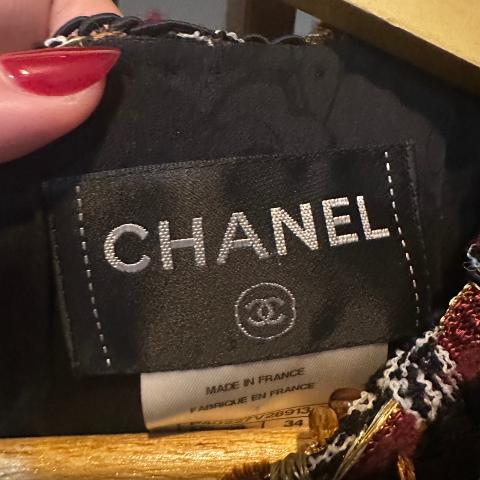 CHANEL
MADE IN FRANCE
FABRIQUE EN FRANCE
34